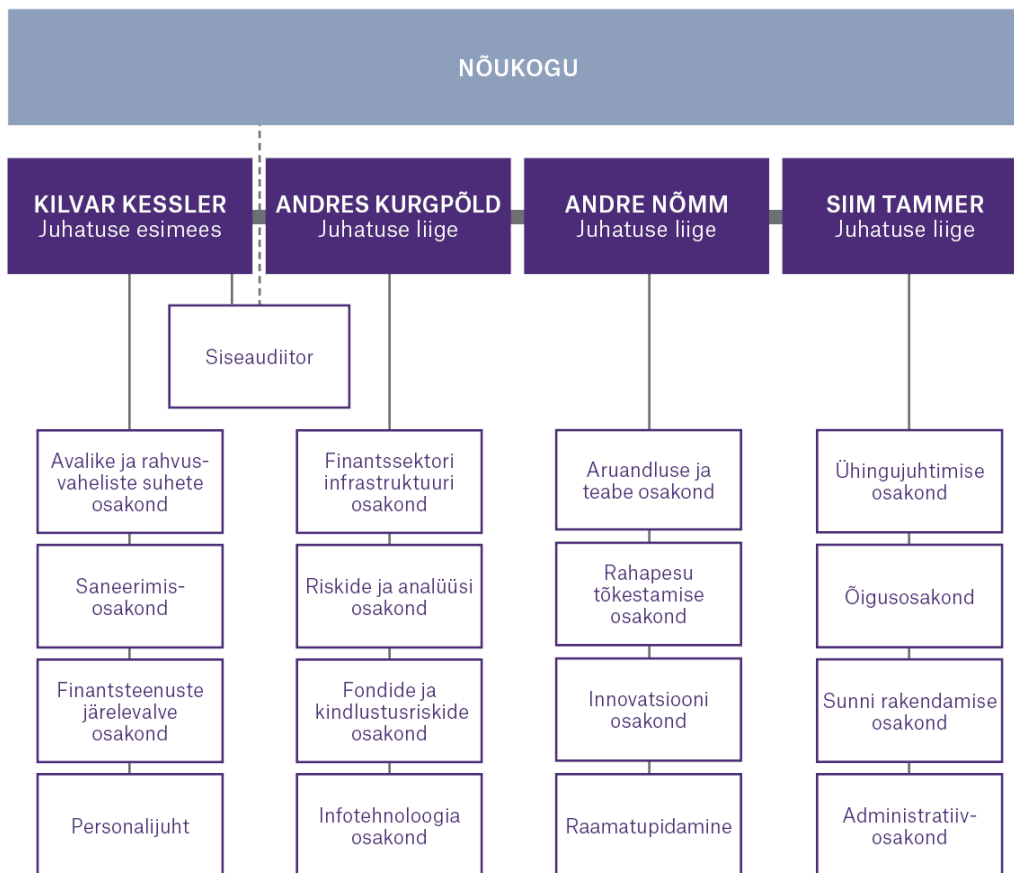 NÕUKOGU
KILVAR KESSLER
Juhatuse esimees
ANDRES KURGPÕLD
Juhatuse liige
ANDRE NÕMM
Juhatuse liige
SIIM TAMMER
Juhatuse liige
Siseaudiitor
Avalike ja rahvus-
vaheliste suhete
osakond
Saneerimis-
osakond
Finantsteenuste
järelevalve
osakond
Personalijuht
Finantssektori
infrastruktuuri
osakond
Riskide ja analüüsi
osakond
Fondide ja
kindlustusriskide
osakond
Infotehnoloogia
osakond
Aruandluse ja
teabe osakond
Rahapesu
tõkestamise
osakond
Innovatsiooni
osakond
Raamatupidamine
Ühingujuhtimise
osakond
Õigusosakond
Sunni rakendamise
osakond
Administratiiv-
osakond